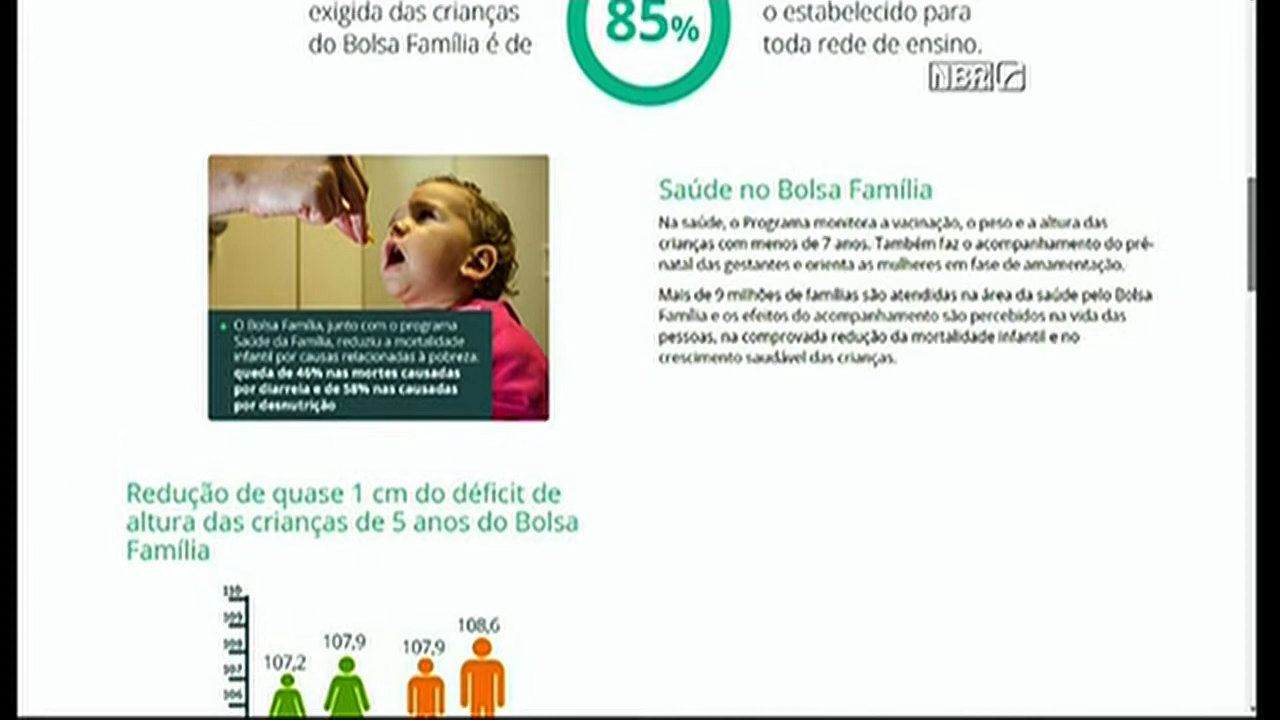 exigida das crianças
do Bolsa Família é de
85%
o estabelecido para
toda rede de ensino.
NBR
Saúde no Bolsa Família
Na saúde, o Programa monitora a vacinação, o peso e a altura das
crianças com menos de 7 anos. Também faz o acompanhamento do pré-
natal das gestantes e orienta as mulheres em fase de amamentação.
Mais de 9 milhões de famílias são atendidas na área da saúde pelo Bolsa
Família e os efeitos do acompanhamento são percebidos na vida das
pessoas, na comprovada redução da mortalidade infantil e no
crescimento saudável das crianças.
O Bolsa Família, junto com o programa
Saúde da Família, reduziu a mortalidade
infantil por causas relacionadas à pobreza:
queda de 46% nas mortes causadas
por diarreia e de 58% nas causadas
por desnutrição
Redução de quase 1 cm do déficit de
altura das crianças de 5 anos do Bolsa
Família
110
109
108
107
106
107,2
107,9
107,9
108,6